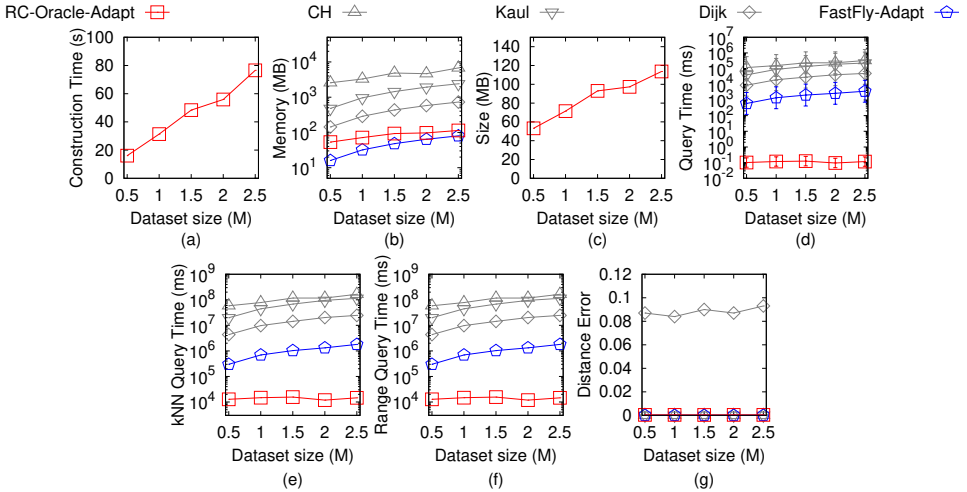 RC-Oracle-Adapt CH Kaul Dijk FastFly-Adapt
Construction Time (s)
100
80
60
40
20
0
0.5 1 1.5 2 2.5
Dataset size (M)
(a)
Memory (MB)
10^4
10^3
10^2
10^1
0.5 1 1.5 2 2.5
Dataset size (M)
(b)
Size (MB)
140
120
100
80
60
40
20
0
0.5 1 1.5 2 2.5
Dataset size (M)
(c)
Query Time (ms)
10^6
10^5
10^4
10^3
10^2
10^1
10^0
10^-1
10^-2
0.5 1 1.5 2 2.5
Dataset size (M)
(d)
kNN Query Time (ms)
10^9
10^8
10^7
10^6
10^5
10^4
0.5 1 1.5 2 2.5
Dataset size (M)
(e)
Range Query Time (ms)
10^9
10^8
10^7
10^6
10^5
10^4
0.5 1 1.5 2 2.5
Dataset size (M)
(f)
Distance Error
0.12
0.1
0.08
0.06
0.04
0.02
0
0.5 1 1.5 2 2.5
Dataset size (M)
(g)